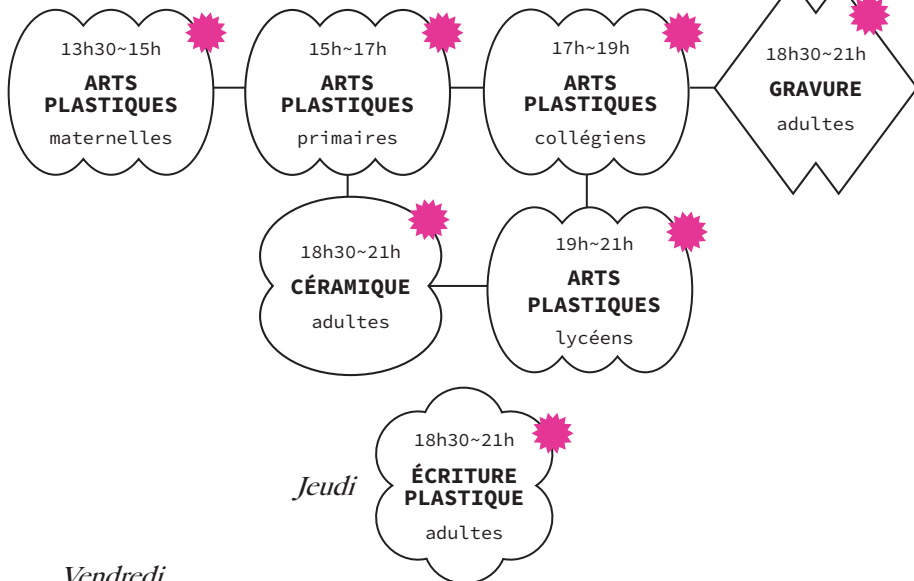 13h30~15h
ARTS
PLASTIQUES
maternelles
15h~17h
ARTS
PLASTIQUES
primaires
17h~19h
ARTS
PLASTIQUES
collégiens
18h30~21h
GRAVURE
adultes
18h30~21h
CÉRAMIQUE
adultes
19h~21h
ARTS
PLASTIQUES
lycéens
Jeudi
18h30~21h
ÉCRITURE
PLASTIQUE
adultes
Vendredi